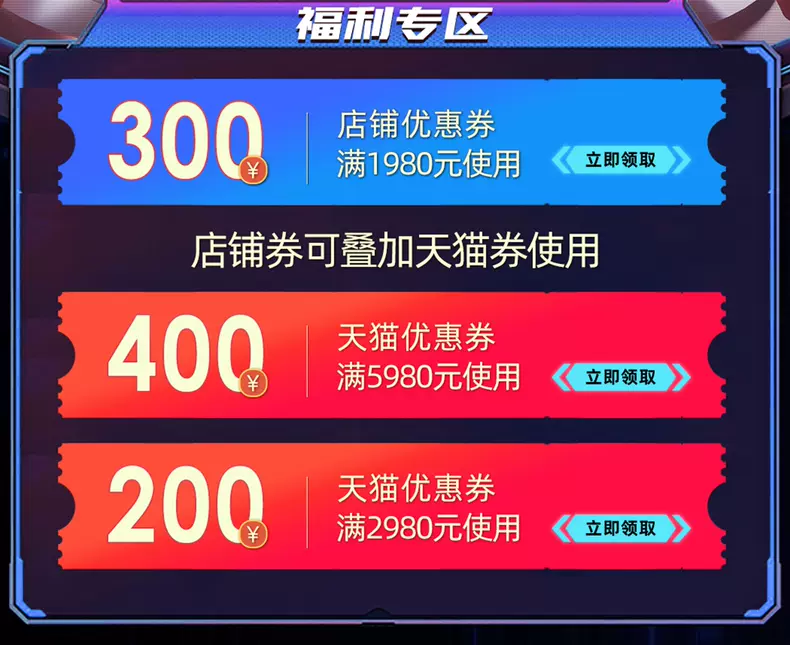 福利专区
300¥
店铺优惠券
满1980元使用
立即领取
店铺券可叠加天猫券使用
400¥
天猫优惠券
满5980元使用
立即领取
200¥
天猫优惠券
满2980元使用
立即领取